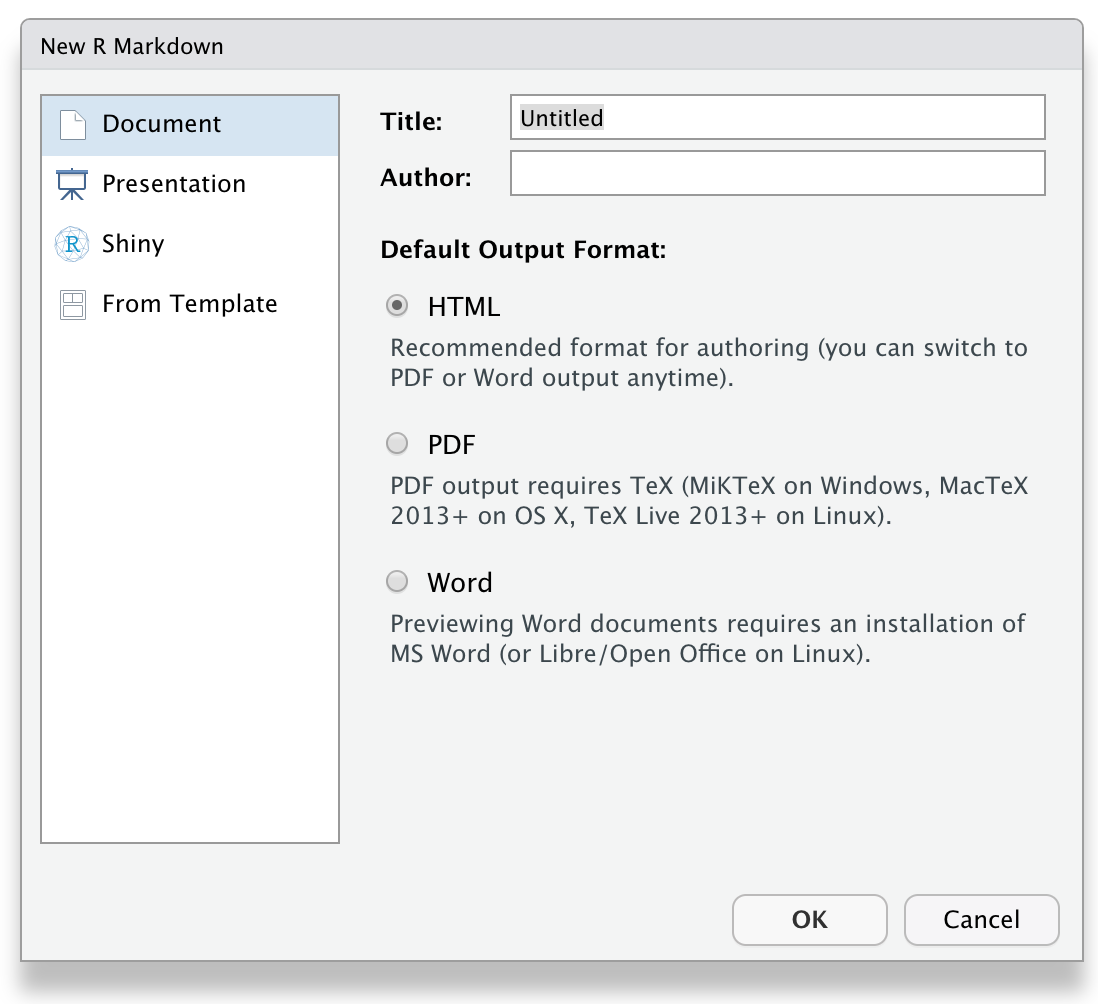 New R Markdown
Document
Presentation
R
Shiny
From Template
Title:
Untitled
Author:
Default Output Format:
HTML
Recommended format for authoring (you can switch to
PDF or Word output anytime).
PDF
PDF output requires TeX (MiKTeX on Windows, MacTeX
2013+ on OS X, TeX Live 2013+ on Linux).
Word
Previewing Word documents requires an installation of
MS Word (or Libre/Open Office on Linux).
OK
Cancel